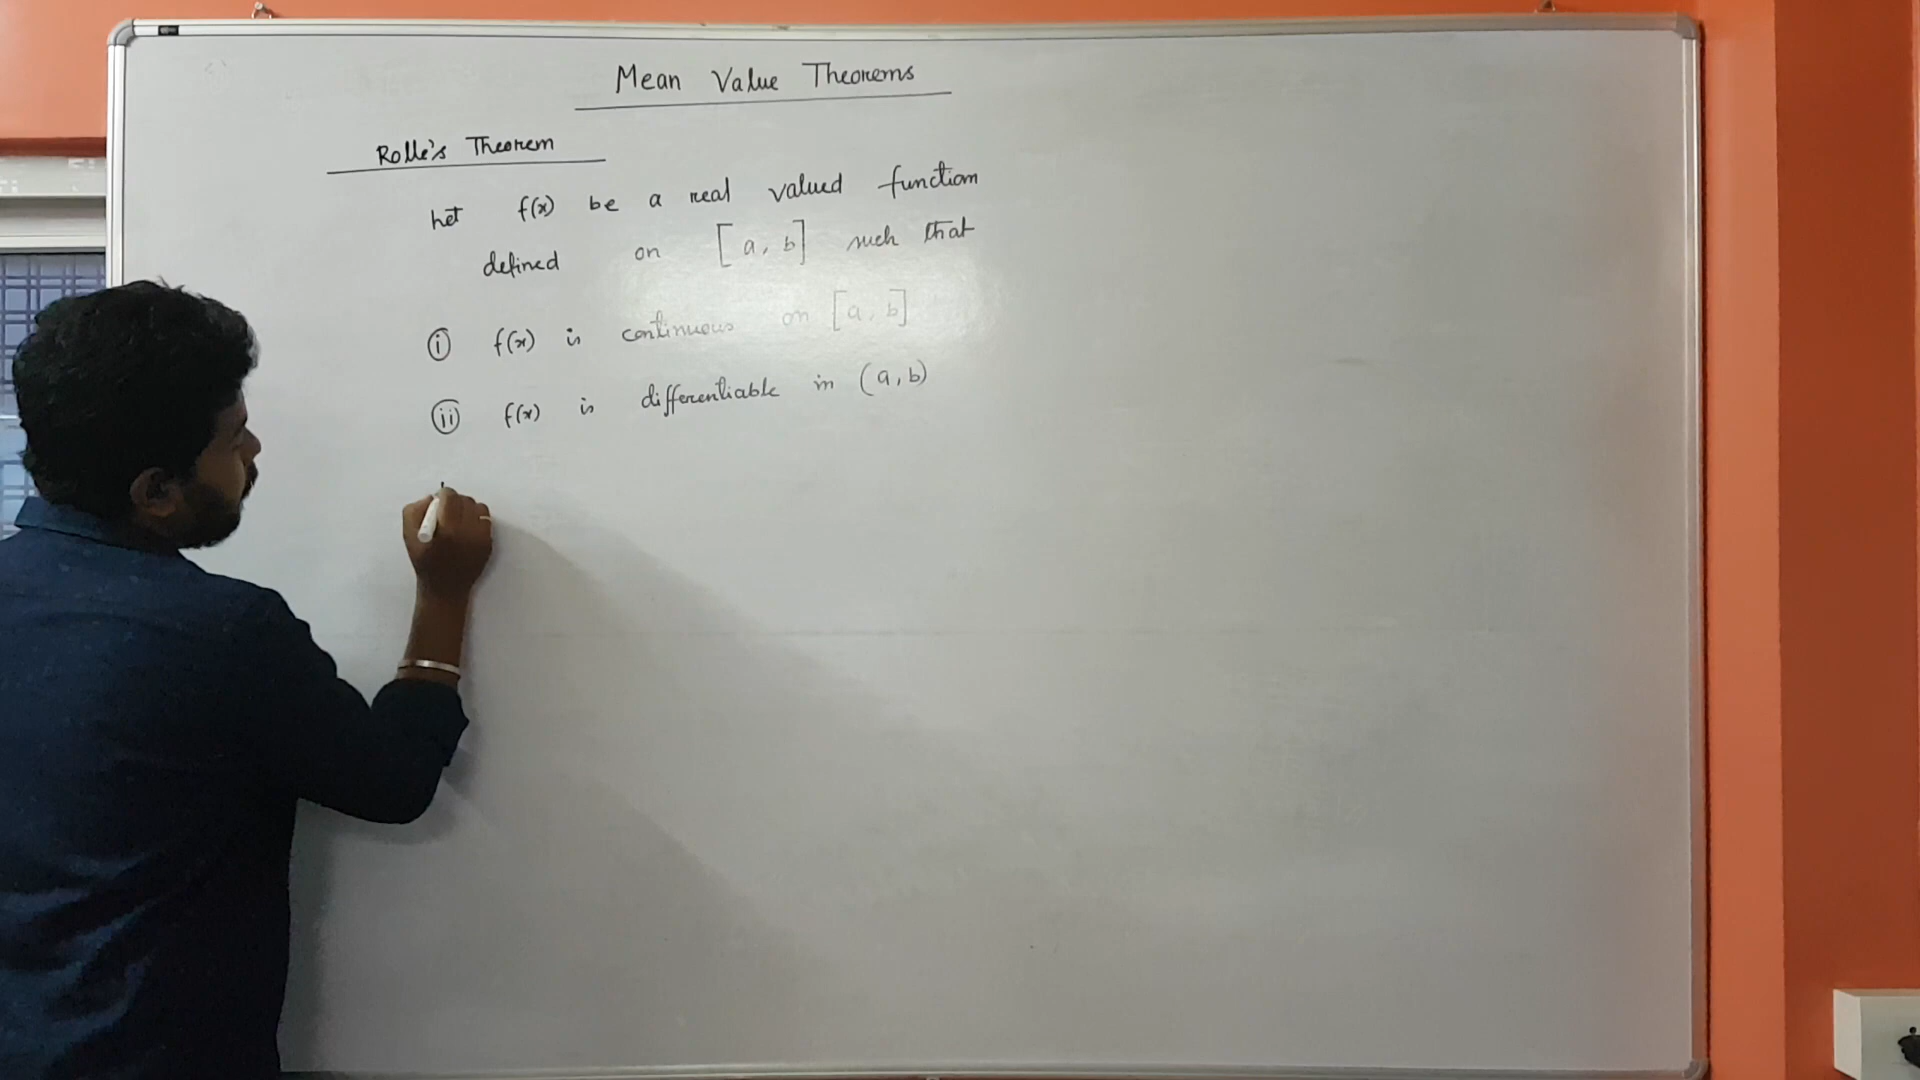 Mean Value Theorems
Rolle's Theorem
Let f(x) be a real valued function
defined on [a, b] such that
(i) f(x) is continuous on [a, b]
(ii) f(x) is differentiable in (a, b)